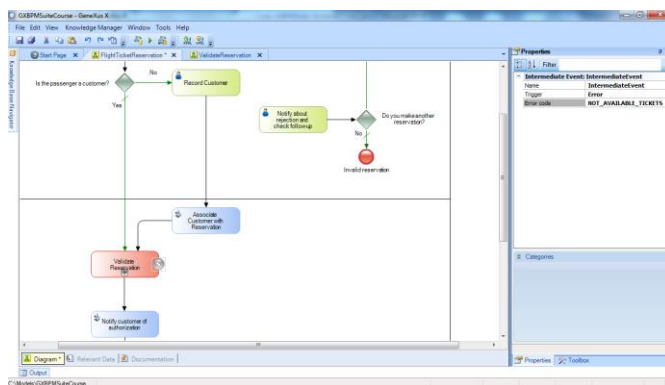 GXBPMSuiteCourse - GeneXus X
File Edit View Knowledge Manager Window Tools Help
Start Page
FlightTicketReservation *
ValidateReservation
Knowledge Base Navigator
Is the passenger a customer?
No
Record Customer
Yes
Notify about
rejection and
check followup
Do you make another
reservation?
No
Invalid reservation
Associate
Customer with
Reservation
Validate
Reservation
Notify customer of
authorization
Diagram *
Relevant Data
Documentation
Output
C:\Models\GXBPMSuiteCourse
Properties
Filter
Intermediate Event: IntermediateEvent
Name IntermediateEvent
Trigger Error
Error code NOT_AVAILABLE_TICKETS
Categories
Properties
Toolbox